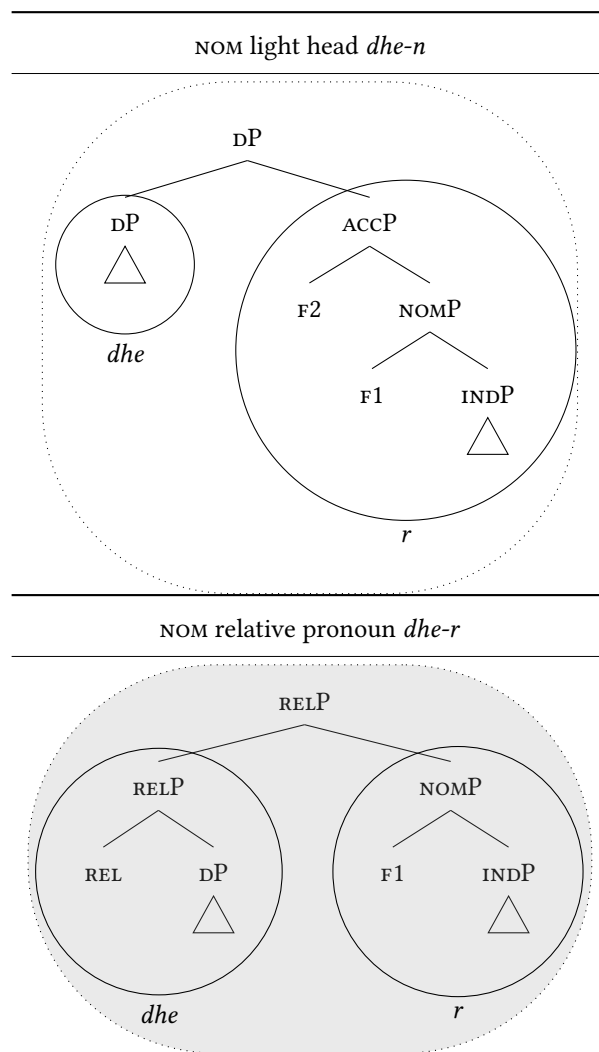 NOM light head dhe-n
DP
DP ACCP
F2 NOMP
dhe
F1 INDP
r
NOM relative pronoun dhe-r
RELP
RELP NOMP
REL DP F1 INDP
dhe r